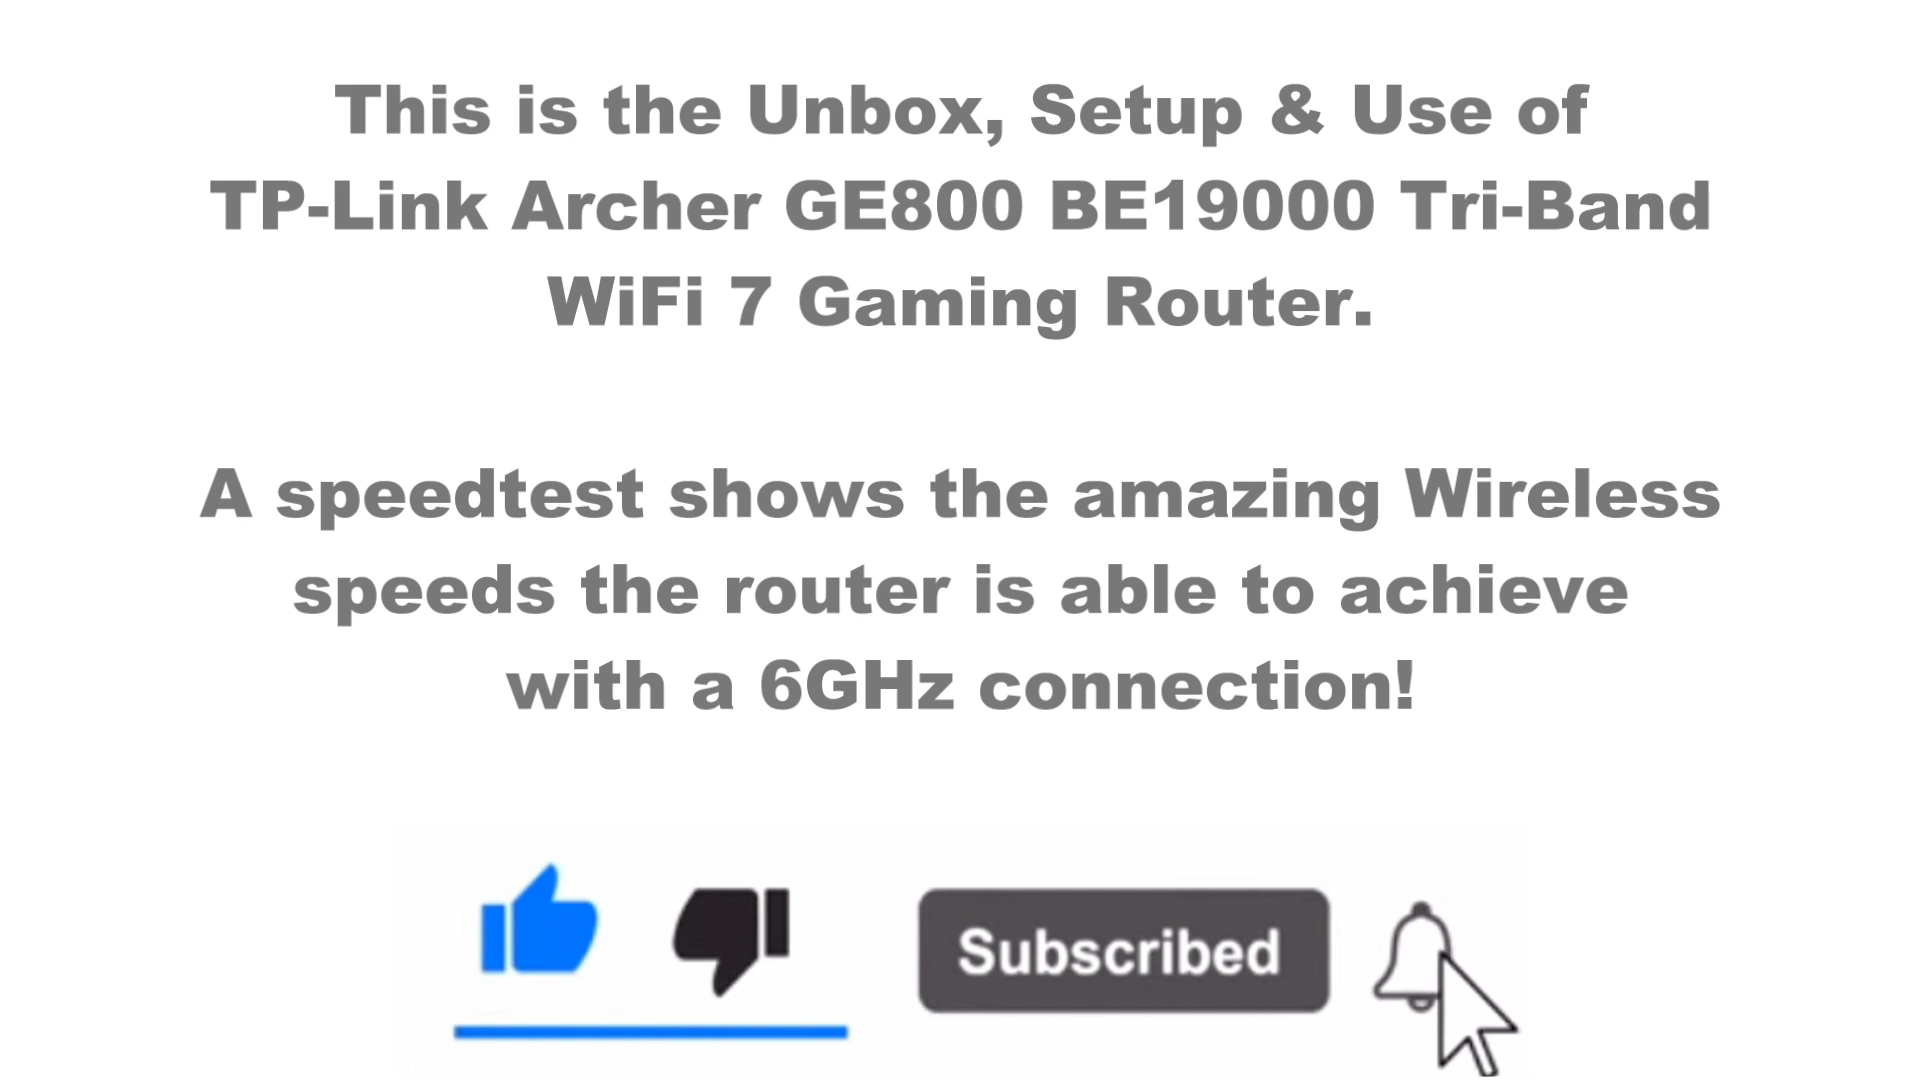 This is the Unbox, Setup & Use of
TP-Link Archer GE800 BE19000 Tri-Band
WiFi 7 Gaming Router.
A speedtest shows the amazing Wireless
speeds the router is able to achieve
with a 6GHz connection!
Subscribed